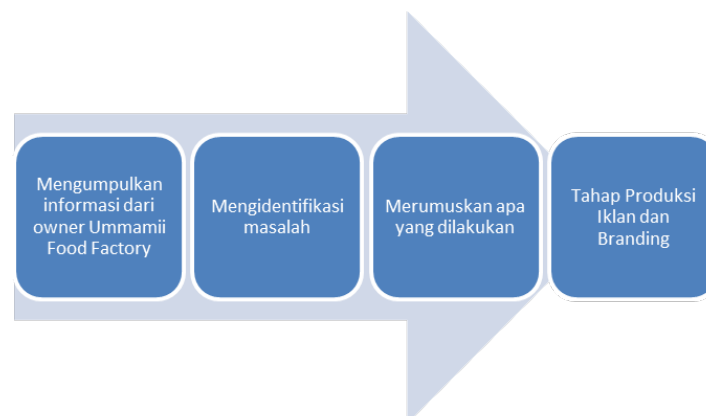 Mengumpulkan
informasi dari
owner Ummamii
Food Factory
Mengidentifikasi
masalah
Merumuskan apa
yang dilakukan
Tahap Produksi
Iklan dan
Branding